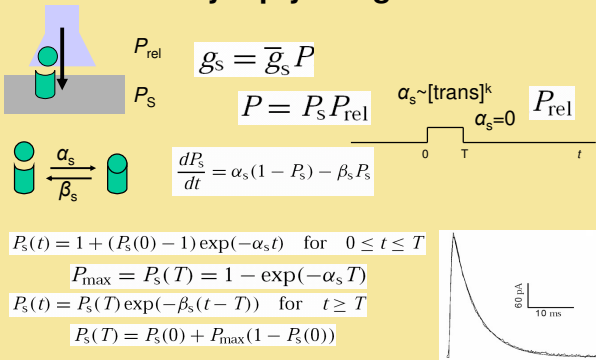 P_rel
g_s = ḡ_s P
P_S
P = P_s P_rel
α_s~[trans]^k
α_s=0
P_rel
0 T t
α_s
β_s
dP_s/dt = α_s(1 − P_s) − β_s P_s
P_s(t) = 1 + (P_s(0) − 1) exp(−α_s t) for 0 ≤ t ≤ T
P_max = P_s(T) = 1 − exp(−α_s T)
P_s(t) = P_s(T) exp(−β_s(t − T)) for t ≥ T
P_s(T) = P_s(0) + P_max(1 − P_s(0))
60 pA
10 ms